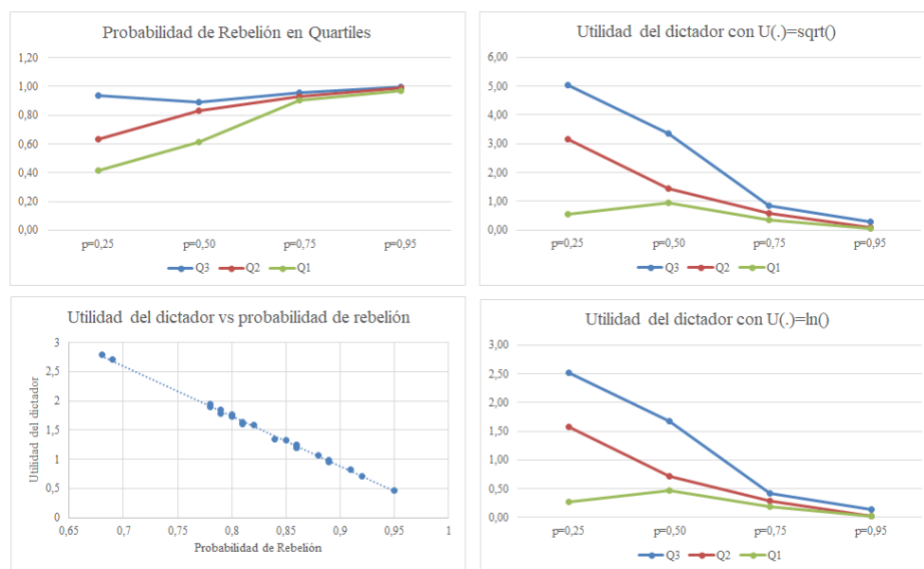 Probabilidad de Rebelión en Quartiles
1,20
1,00
0,80
0,60
0,40
0,20
0,00
p=0,25 p=0,50 p=0,75 p=0,95
Q3 Q2 Q1
Utilidad del dictador con U(.)=sqrt()
6,00
5,00
4,00
3,00
2,00
1,00
0,00
p=0,25 p=0,50 p=0,75 p=0,95
Q3 Q2 Q1
Utilidad del dictador vs probabilidad de rebelión
Utilidad del dictador
3
2,5
2
1,5
1
0,5
0
0,65 0,7 0,75 0,8 0,85 0,9 0,95 1
Probabilidad de Rebelión
Utilidad del dictador con U(.)=ln()
3,00
2,50
2,00
1,50
1,00
0,50
0,00
p=0,25 p=0,50 p=0,75 p=0,95
Q3 Q2 Q1